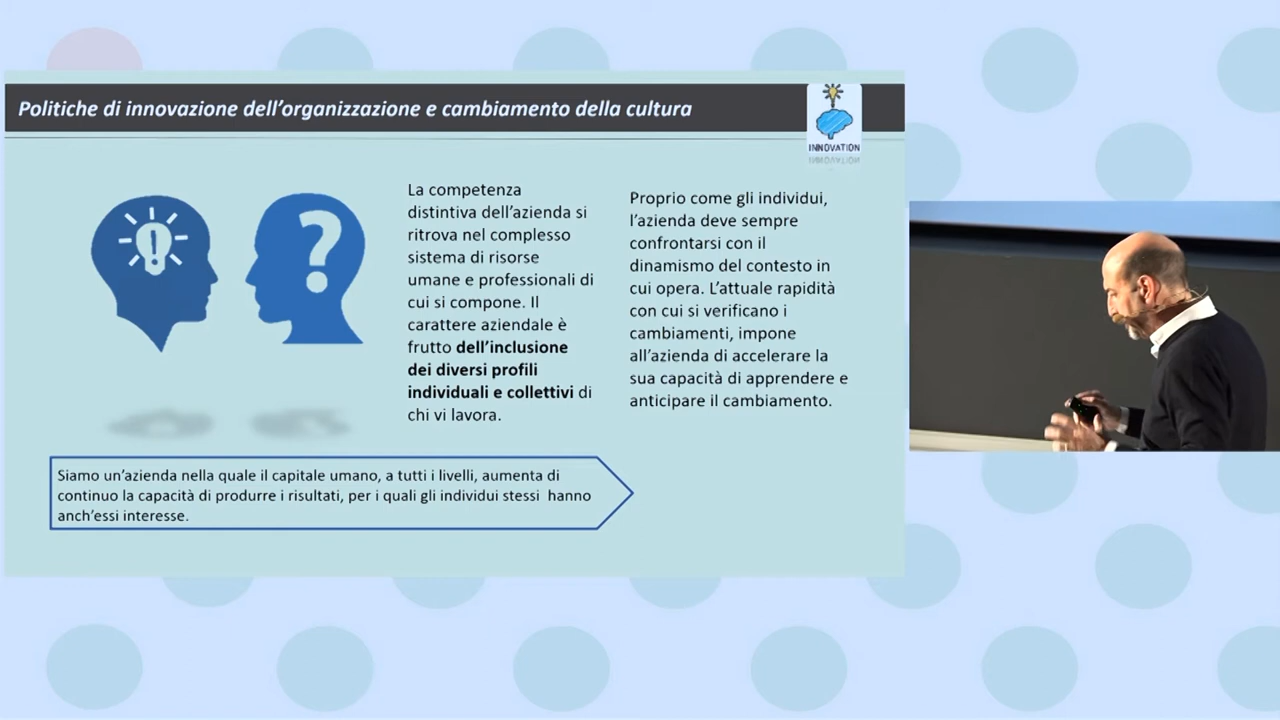 Politiche di innovazione dell'organizzazione e cambiamento della cultura
INNOVATION
La competenza
distintiva dell'azienda si
ritrova nel complesso
sistema di risorse
umane e professionali di
cui si compone. Il
carattere aziendale è
frutto dell'inclusione
dei diversi profili
individuali e collettivi di
chi vi lavora.
Proprio come gli individui,
l'azienda deve sempre
confrontarsi con il
dinamismo del contesto in
cui opera. L'attuale rapidità
con cui si verificano i
cambiamenti, impone
all'azienda di accelerare la
sua capacità di apprendere e
anticipare il cambiamento.
Siamo un'azienda nella quale il capitale umano, a tutti i livelli, aumenta di
continuo la capacità di produrre i risultati, per i quali gli individui stessi hanno
anch'essi interesse.